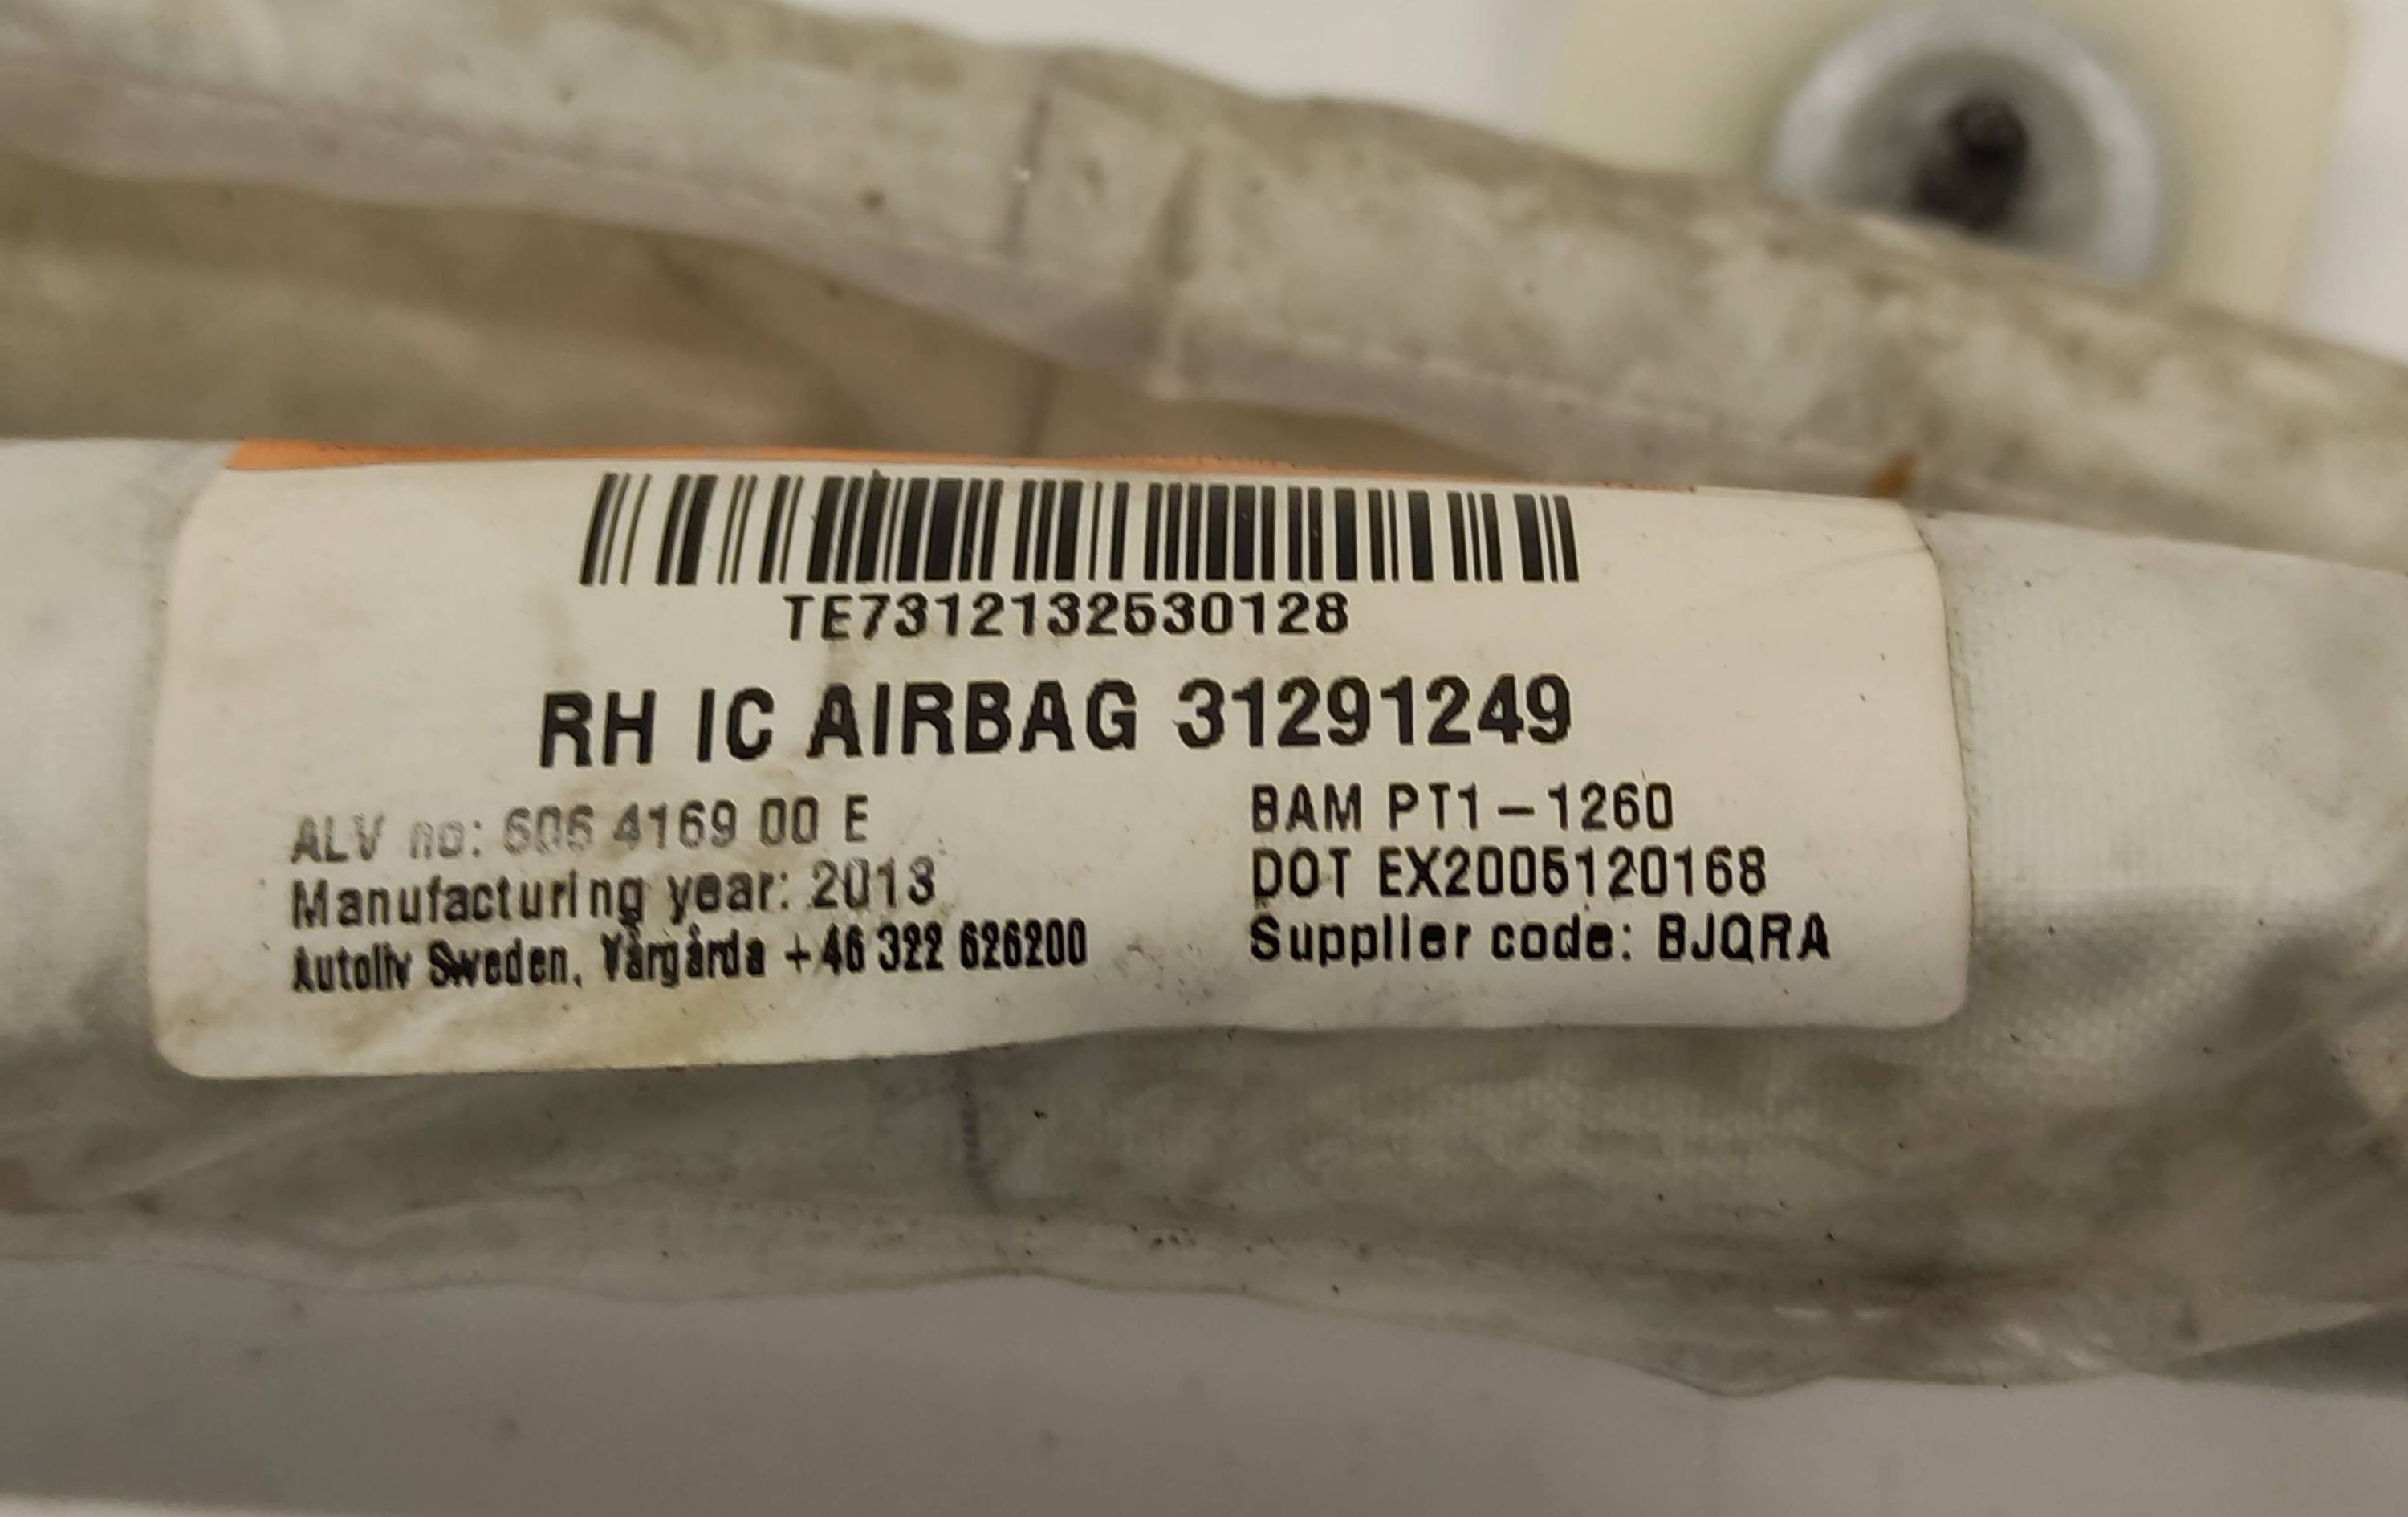 TE7312132530128
RH IC AIRBAG 31291249
ALV no: 606 4169 00 E
Manufacturing year: 2013
Autoliv Sweden, Vårgårda +46 322 626200
BAM PT1-1260
DOT EX2005120168
Supplier code: BJQRA